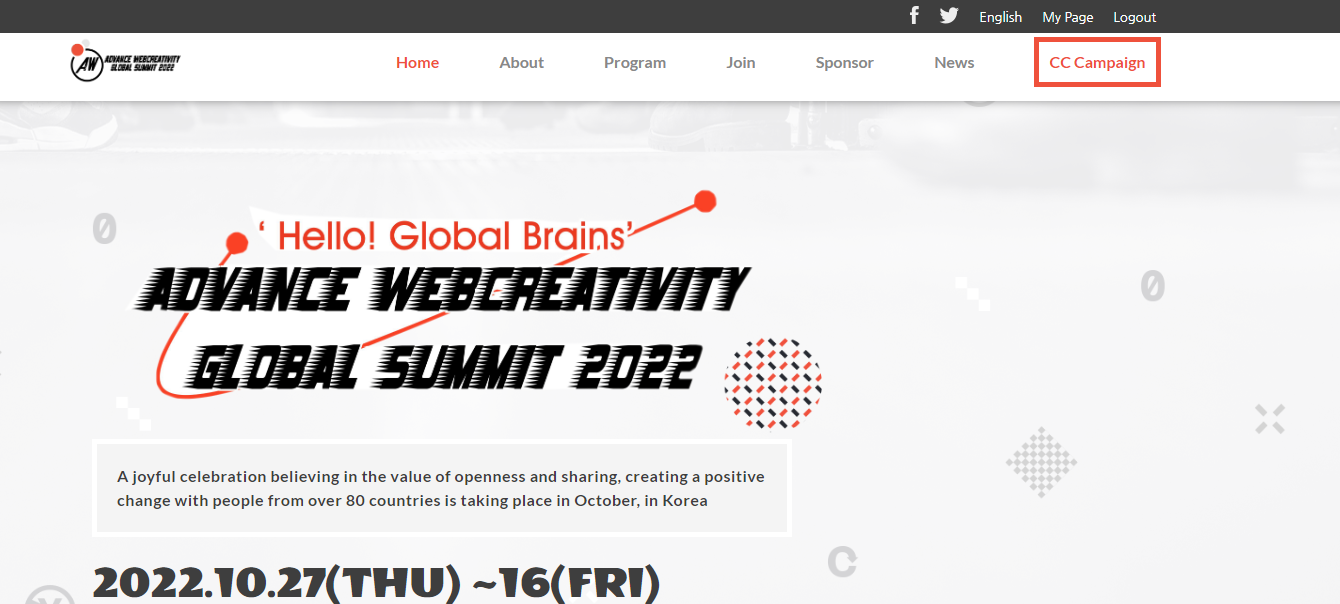 English My Page Logout
AW ADVANCE WEBCREATIVITY
GLOBAL SUMMIT 2022
Home About Program Join Sponsor News CC Campaign
‘ Hello! Global Brains’
ADVANCE WEBCREATIVITY
GLOBAL SUMMIT 2022
A joyful celebration believing in the value of openness and sharing, creating a positive
change with people from over 80 countries is taking place in October, in Korea
2022.10.27(THU) ~16(FRI)